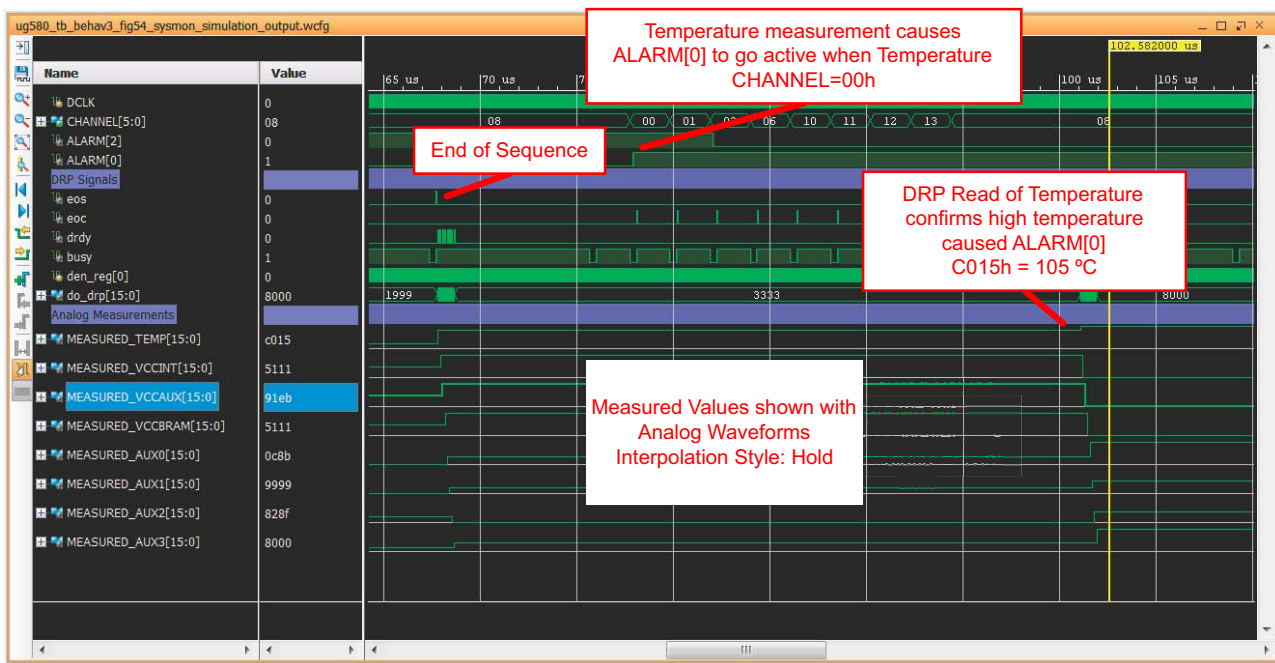 ug580_tb_behav3_fig54_sysmon_simulation_output.wcfg
Temperature measurement causes
ALARM[0] to go active when Temperature
CHANNEL=00h
102.582000 us
Name Value
65 us 70 us 100 us 105 us
DCLK 0
CHANNEL[5:0] 08 08 00 01 06 10 11 12 13
ALARM[2] 0
ALARM[0] 1
End of Sequence
DRP Signals
eos 0
eoc 0
drdy 0
busy 1
den_reg[0] 0
do_drp[15:0] 8000 1999 3333 8000
DRP Read of Temperature
confirms high temperature
caused ALARM[0]
C015h = 105 ºC
Analog Measurements
MEASURED_TEMP[15:0] c015
MEASURED_VCCINT[15:0] 5111
MEASURED_VCCAUX[15:0] 91eb
MEASURED_VCCBRAM[15:0] 5111
MEASURED_AUX0[15:0] 0c8b
MEASURED_AUX1[15:0] 9999
MEASURED_AUX2[15:0] 828f
MEASURED_AUX3[15:0] 8000
Measured Values shown with
Analog Waveforms
Interpolation Style: Hold